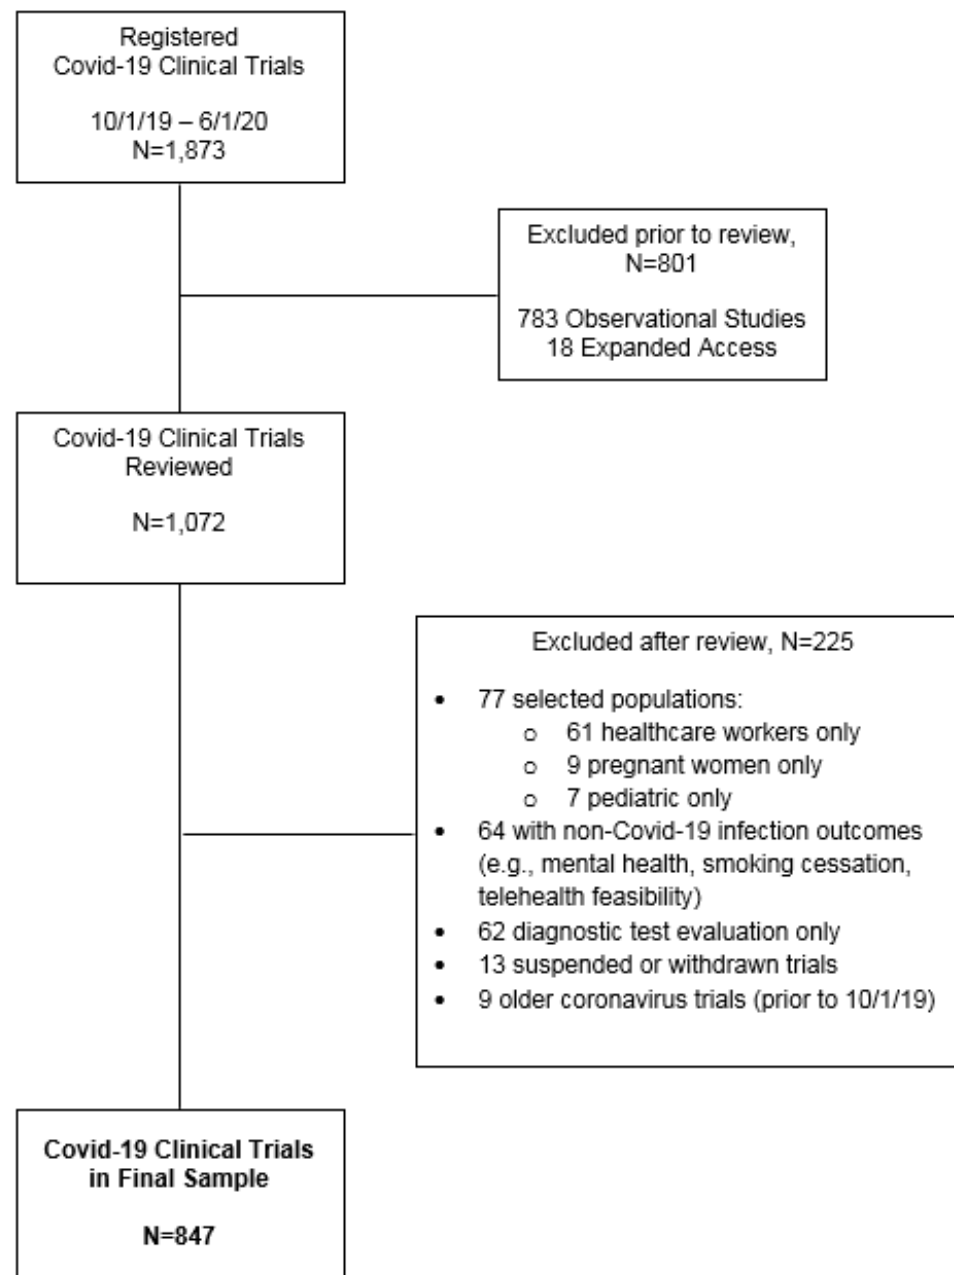 Registered
Covid-19 Clinical Trials
10/1/19 – 6/1/20
N=1,873
Excluded prior to review,
N=801
783 Observational Studies
18 Expanded Access
Covid-19 Clinical Trials
Reviewed
N=1,072
Excluded after review, N=225
• 77 selected populations:
o 61 healthcare workers only
o 9 pregnant women only
o 7 pediatric only
• 64 with non-Covid-19 infection outcomes
(e.g., mental health, smoking cessation,
telehealth feasibility)
• 62 diagnostic test evaluation only
• 13 suspended or withdrawn trials
• 9 older coronavirus trials (prior to 10/1/19)
Covid-19 Clinical Trials
in Final Sample
N=847